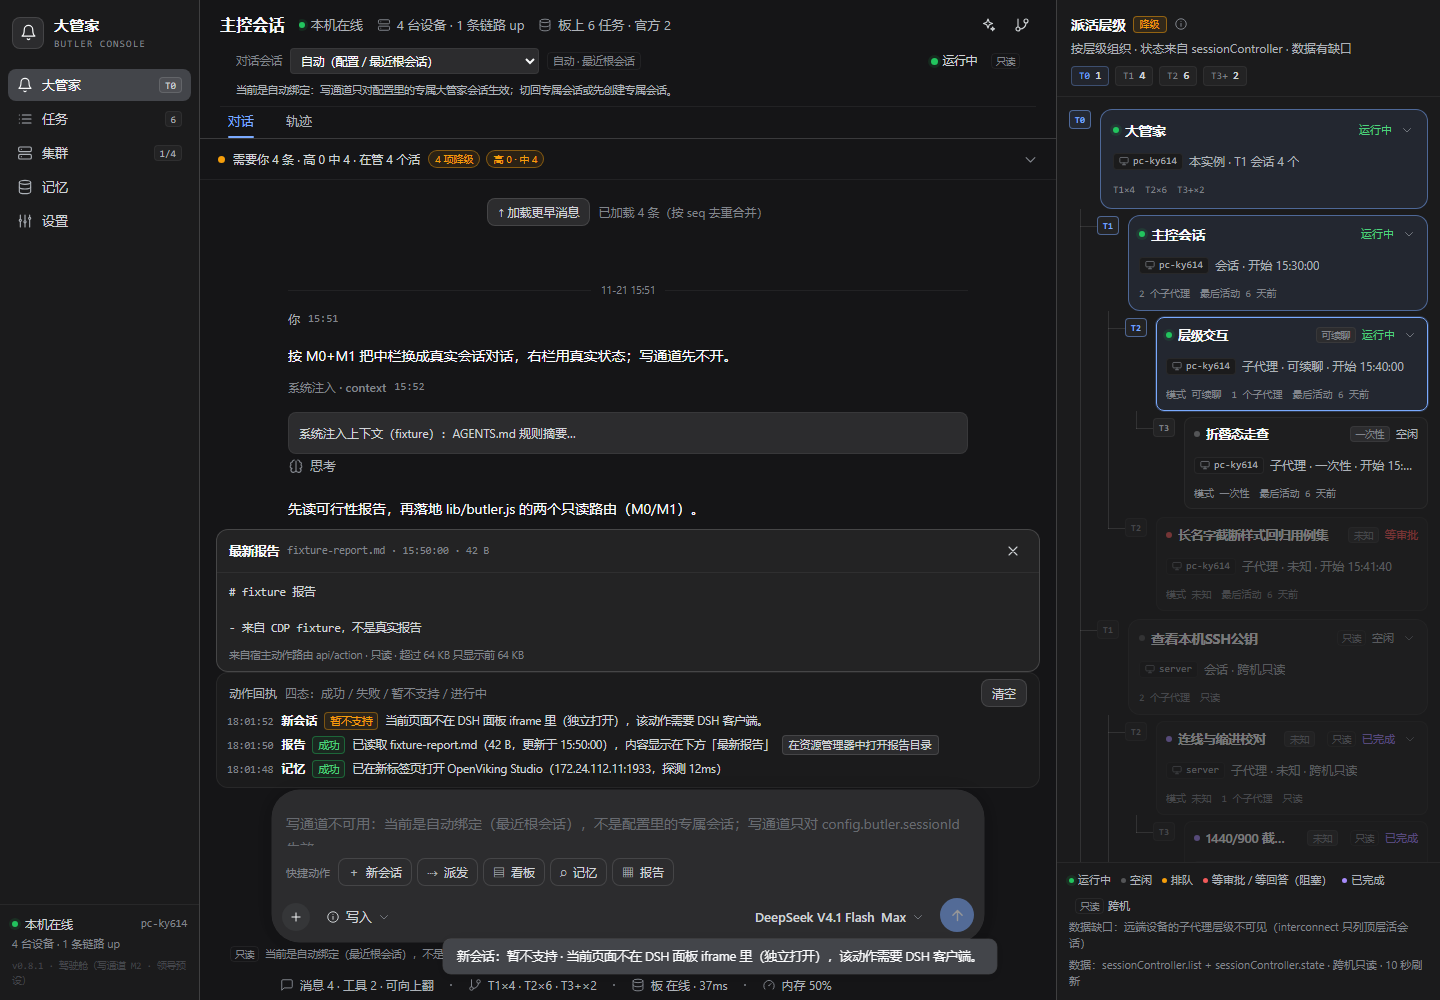 大管家
BUTLER CONSOLE
大管家 T0
任务 6
集群 1/4
记忆
设置
本机在线 pc-ky614
4 台设备 · 1 条链路 up
v0.8.1 · 驾驶舱（写通道 M2 · 领导预设）
主控会话 本机在线 4 台设备 · 1 条链路 up 板上 6 任务 · 官方 2
对话会话 自动（配置 / 最近根会话） 自动 · 最近根会话 运行中 只读
当前是自动绑定：写通道只对配置里的专属大管家会话生效；切回专属会话或先创建专属会话。
对话 轨迹
需要你 4 条 · 高 0 中 4 · 在管 4 个活 4 项降级 高 0 · 中 4
↑ 加载更早消息 已加载 4 条（按 seq 去重合并）
11-21 15:51
你 15:51
按 M0+M1 把中栏换成真实会话对话，右栏用真实状态；写通道先不开。
系统注入 · context 15:52
系统注入上下文（fixture）：AGENTS.md 规则摘要...
思考
先读可行性报告，再落地 lib/butler.js 的两个只读路由（M0/M1）。
最新报告 fixture-report.md · 15:50:00 · 42 B
# fixture 报告
- 来自 CDP fixture，不是真实报告
来自宿主动作路由 api/action · 只读 · 超过 64 KB 只显示前 64 KB
动作回执 四态：成功 / 失败 / 暂不支持 / 进行中 清空
18:01:52 新会话 暂不支持 当前页面不在 DSH 面板 iframe 里（独立打开），该动作需要 DSH 客户端。
18:01:50 报告 成功 已读取 fixture-report.md（42 B，更新于 15:50:00），内容显示在下方「最新报告」 在资源管理器中打开报告目录
18:01:48 记忆 成功 已在新标签页打开 OpenViking Studio（172.24.112.11:1933，探测 12ms）
写通道不可用：当前是自动绑定（最近根会话），不是配置里的专属会话；写通道只对 config.butler.sessionId
快捷动作 + 新会话 派发 看板 记忆 报告
写入 DeepSeek V4.1 Flash Max
只读 当前是自动绑定（最近根会话），不是
新会话：暂不支持 · 当前页面不在 DSH 面板 iframe 里（独立打开），该动作需要 DSH 客户端。
消息 4 · 工具 2 · 可向上翻 · T1×4 · T2×6 · T3+×2 · 板 在线 · 37ms · 内存 50%
派活层级 降级
按层级组织 · 状态来自 sessionController · 数据有缺口
T0 1 T1 4 T2 6 T3+ 2
T0 大管家 运行中
pc-ky614 本实例 · T1 会话 4 个
T1×4 T2×6 T3+×2
T1 主控会话 运行中
pc-ky614 会话 · 开始 15:30:00
2 个子代理 最后活动 6 天前
T2 层级交互 可续聊 运行中
pc-ky614 子代理 · 可续聊 · 开始 15:40:00
模式 可续聊 1 个子代理 最后活动 6 天前
T3 折叠态走查 一次性 空闲
pc-ky614 子代理 · 一次性 · 开始 15:...
模式 一次性 最后活动 6 天前
T2 长名字截断样式回归用例集 未知 等审批
pc-ky614 子代理 · 未知 · 开始 15:41:40
模式 未知 最后活动 6 天前
T1 查看本机SSH公钥 只读 空闲
server 会话 · 跨机只读
2 个子代理 只读
T2 连线与缩进校对 未知 只读 已完成
server 子代理 · 未知 · 跨机只读
模式 未知 1 个子代理 只读
T3 1440/900 截... 未知 只读 已完成
运行中 空闲 排队 等审批 / 等回答（阻塞） 已完成
只读 跨机
数据缺口：远端设备的子代理层级不可见（interconnect 只列顶层活会话）
数据：sessionController.list + sessionController.state · 跨机只读 · 10 秒刷新